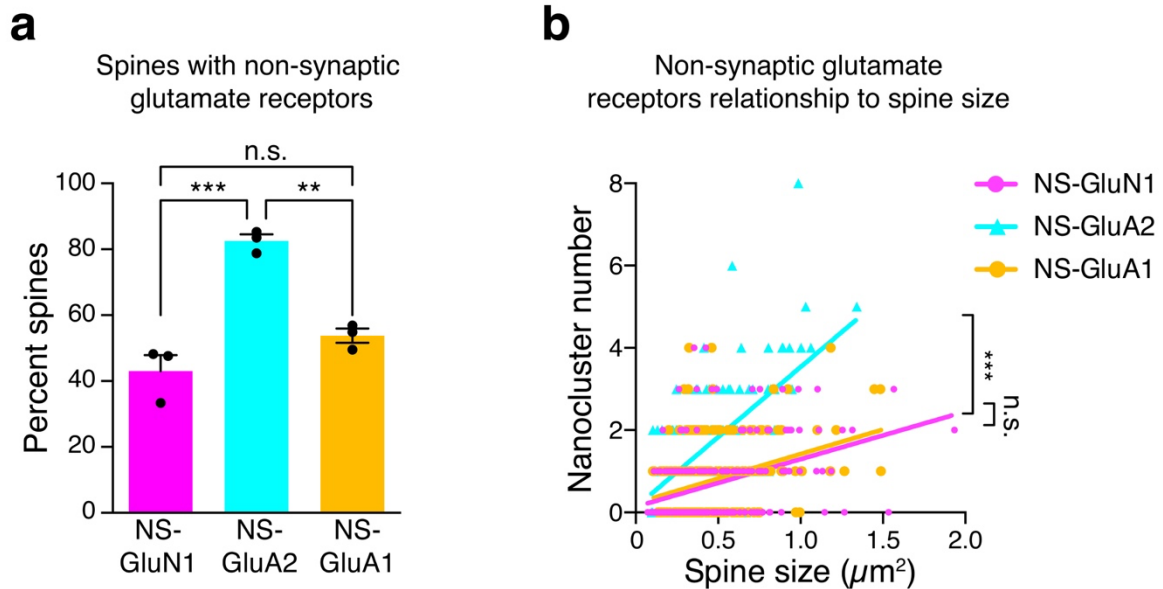 a
Spines with non-synaptic
glutamate receptors
n.s.
***
**
Percent spines
100
80
60
40
20
0
NS-
GluN1
NS-
GluA2
NS-
GluA1
b
Non-synaptic glutamate
receptors relationship to spine size
Nanocluster number
8
6
4
2
0
0
0.5
1.0
1.5
2.0
Spine size (µm²)
NS-GluN1
NS-GluA2
NS-GluA1
***
n.s.